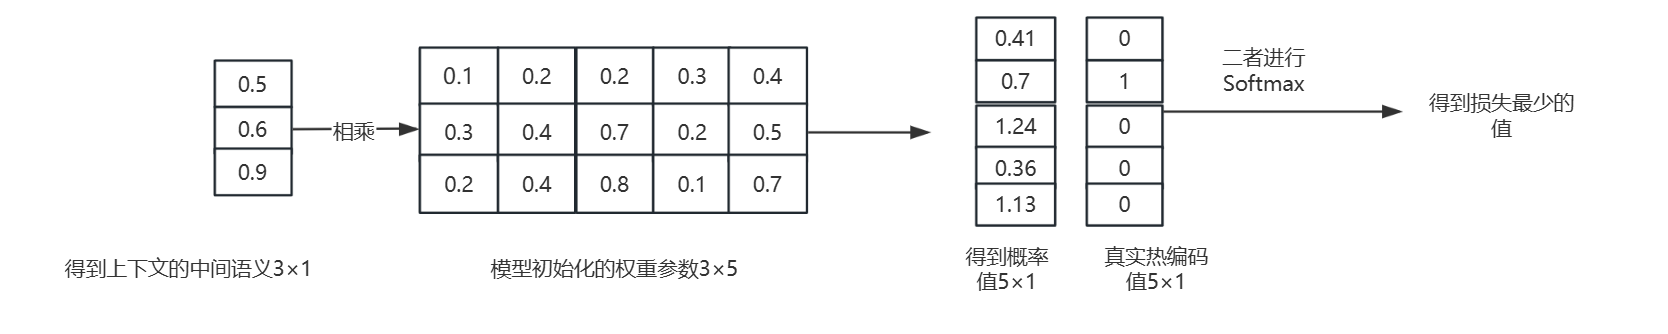 0.5
0.6
0.9
相乘
0.1 0.2 0.2 0.3 0.4
0.3 0.4 0.7 0.2 0.5
0.2 0.4 0.8 0.1 0.7
0.41 0
0.7 1
1.24 0
0.36 0
1.13 0
二者进行
Softmax
得到损失最少的
值
得到上下文的中间语义3×1
模型初始化的权重参数3×5
得到概率
值5×1
真实热编码
值5×1